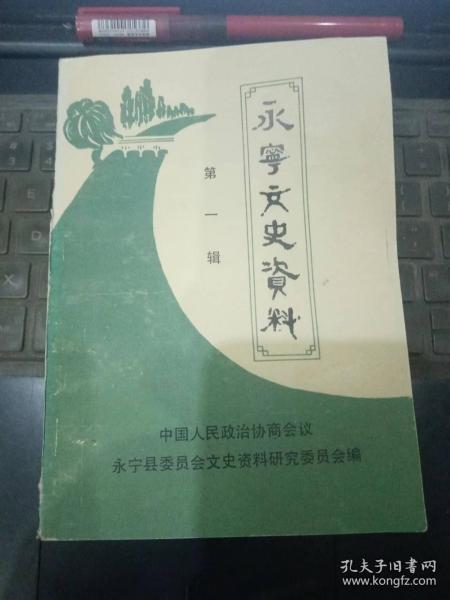 永寧文史資料
第一辑
中国人民政治协商会议
永宁县委员会文史资料研究委员会编
孔夫子旧书网
www.kongfz.com